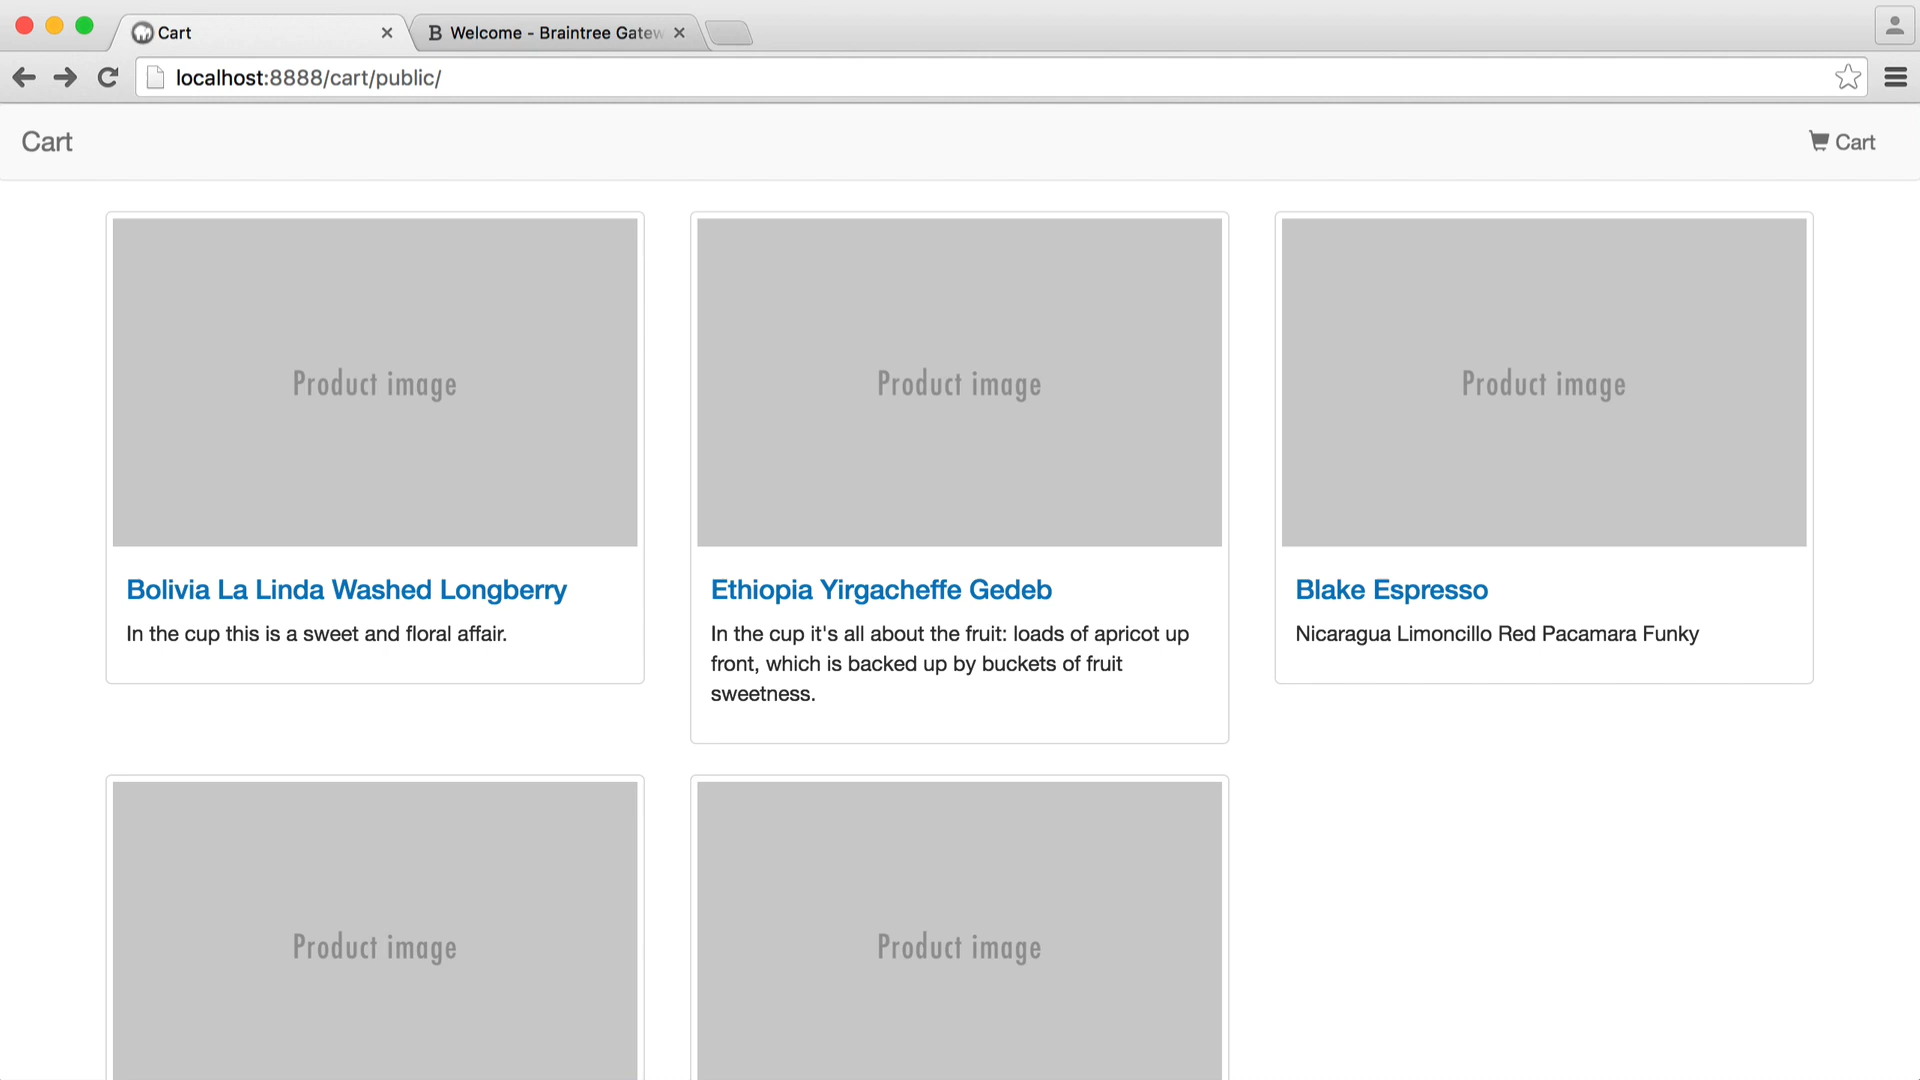 Cart
Welcome - Braintree Gatew
localhost:8888/cart/public/
Cart
Cart
Product image
Product image
Product image
Bolivia La Linda Washed Longberry
In the cup this is a sweet and floral affair.
Ethiopia Yirgacheffe Gedeb
In the cup it's all about the fruit: loads of apricot up
front, which is backed up by buckets of fruit
sweetness.
Blake Espresso
Nicaragua Limoncillo Red Pacamara Funky
Product image
Product image